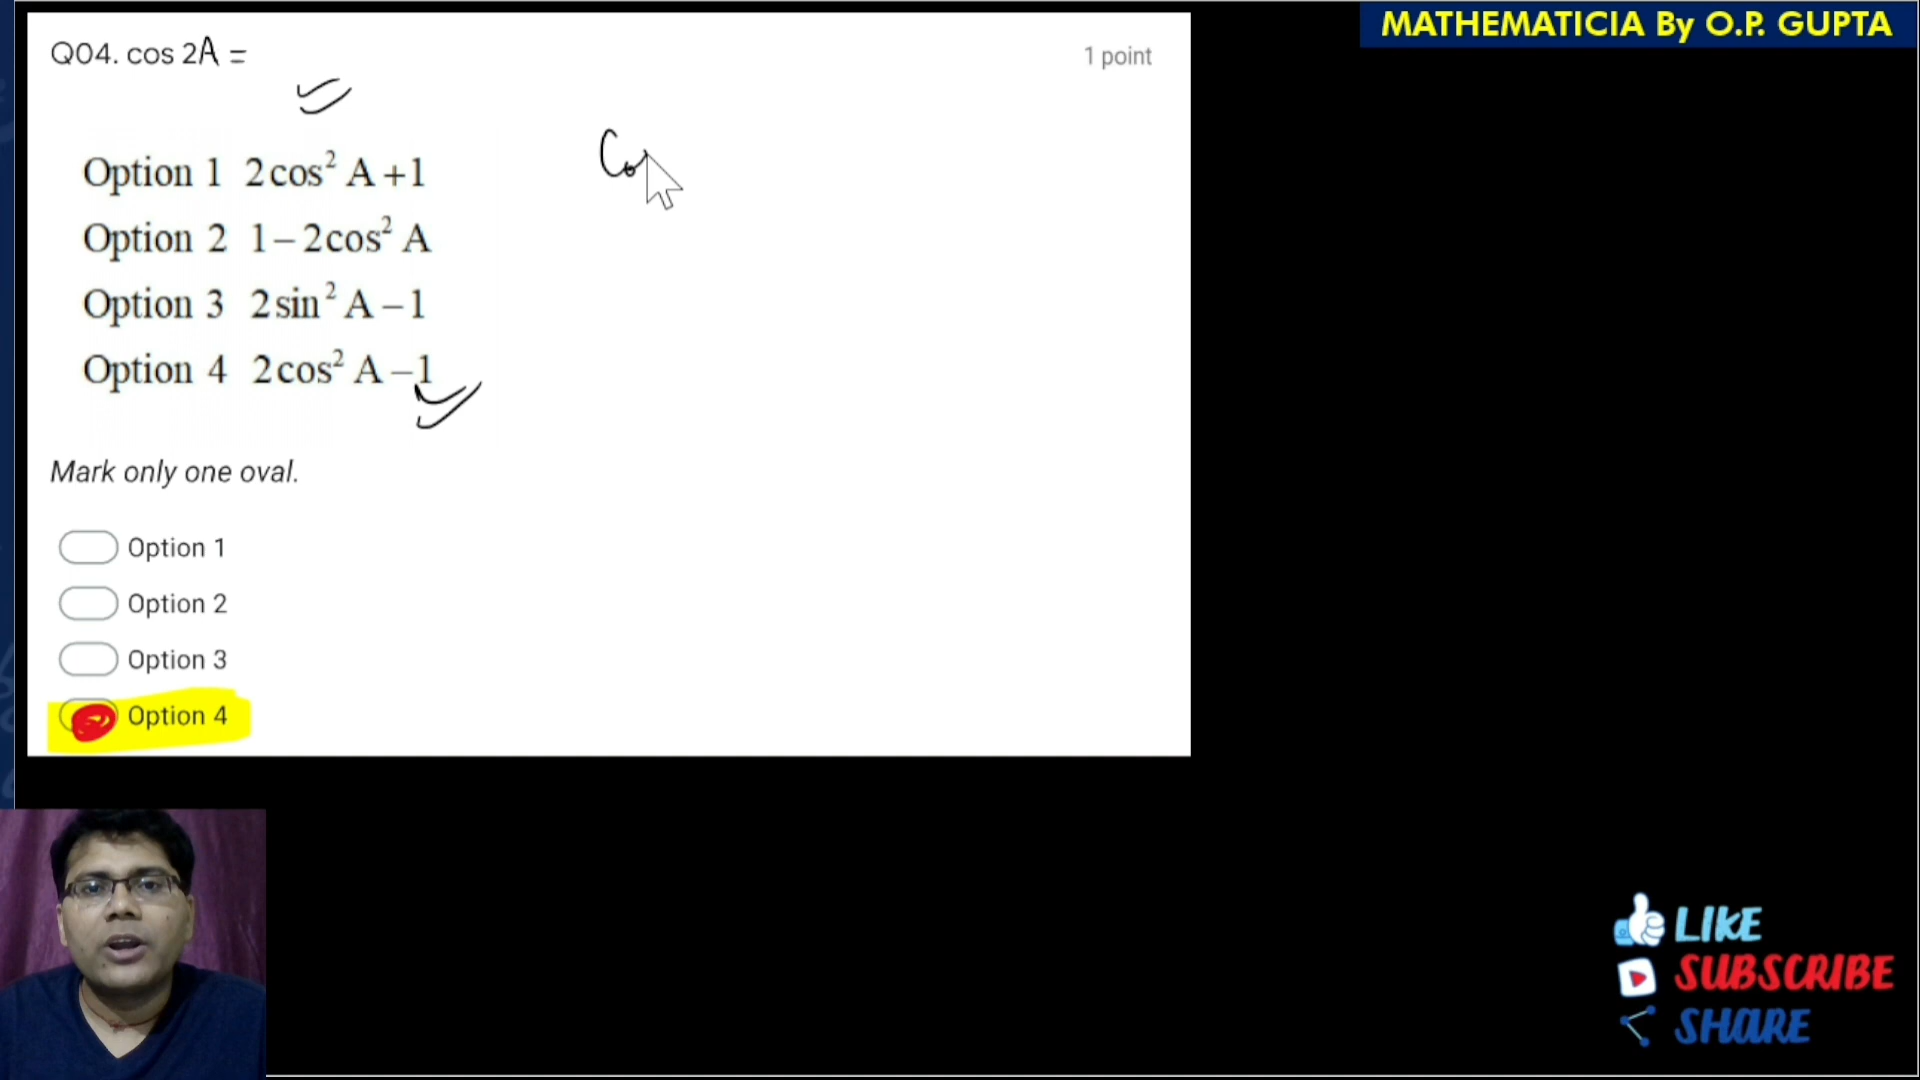 MATHEMATICIA By O.P. GUPTA
Q04. cos 2A =
1 point
Co
Option 1 2cos² A+1
Option 2 1−2cos² A
Option 3 2sin² A−1
Option 4 2cos² A−1
Mark only one oval.
Option 1
Option 2
Option 3
Option 4
LIKE
SUBSCRIBE
SHARE